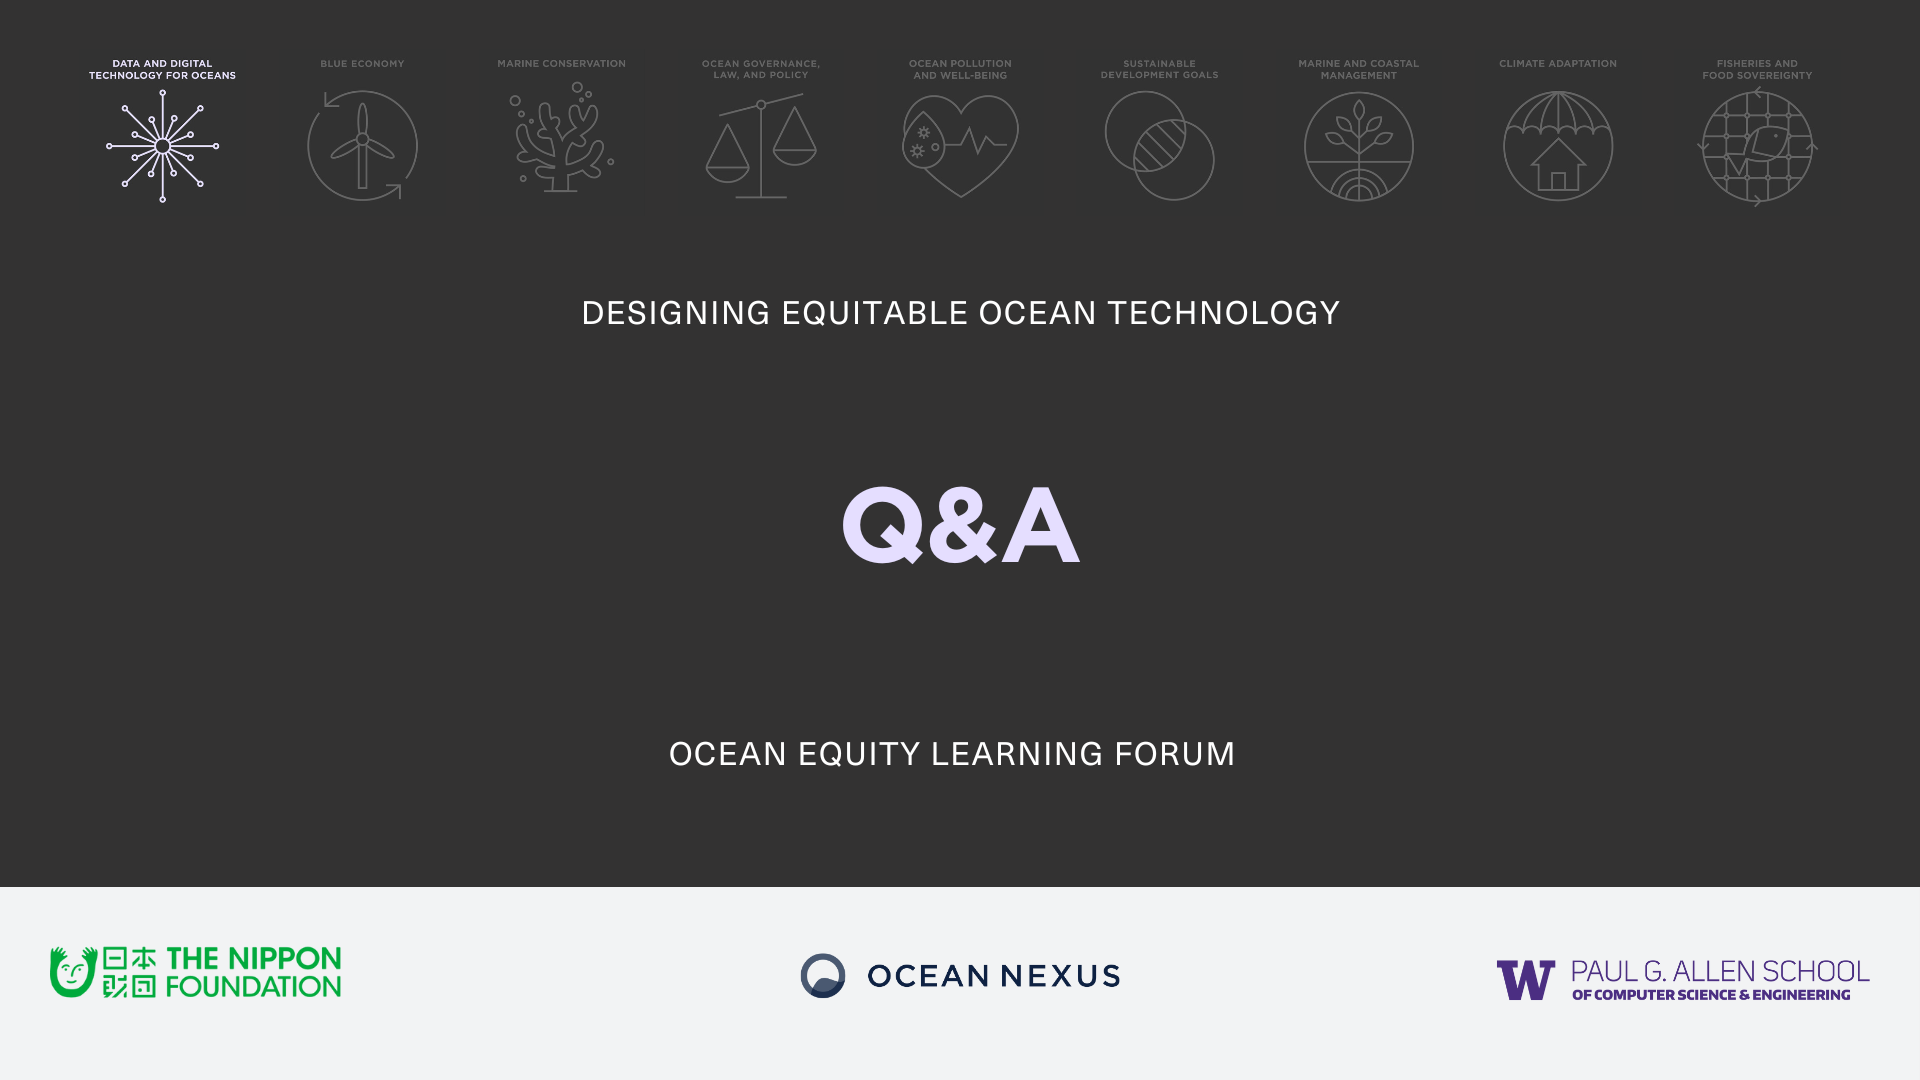 DATA AND DIGITAL
TECHNOLOGY FOR OCEANS
BLUE ECONOMY
MARINE CONSERVATION
OCEAN GOVERNANCE,
LAW, AND POLICY
OCEAN POLLUTION
AND WELL-BEING
SUSTAINABLE
DEVELOPMENT GOALS
MARINE AND COASTAL
MANAGEMENT
CLIMATE ADAPTATION
FISHERIES AND
FOOD SOVEREIGNTY
DESIGNING EQUITABLE OCEAN TECHNOLOGY
Q&A
OCEAN EQUITY LEARNING FORUM
日本
財団
THE NIPPON
FOUNDATION
OCEAN NEXUS
W
PAUL G. ALLEN SCHOOL
OF COMPUTER SCIENCE & ENGINEERING